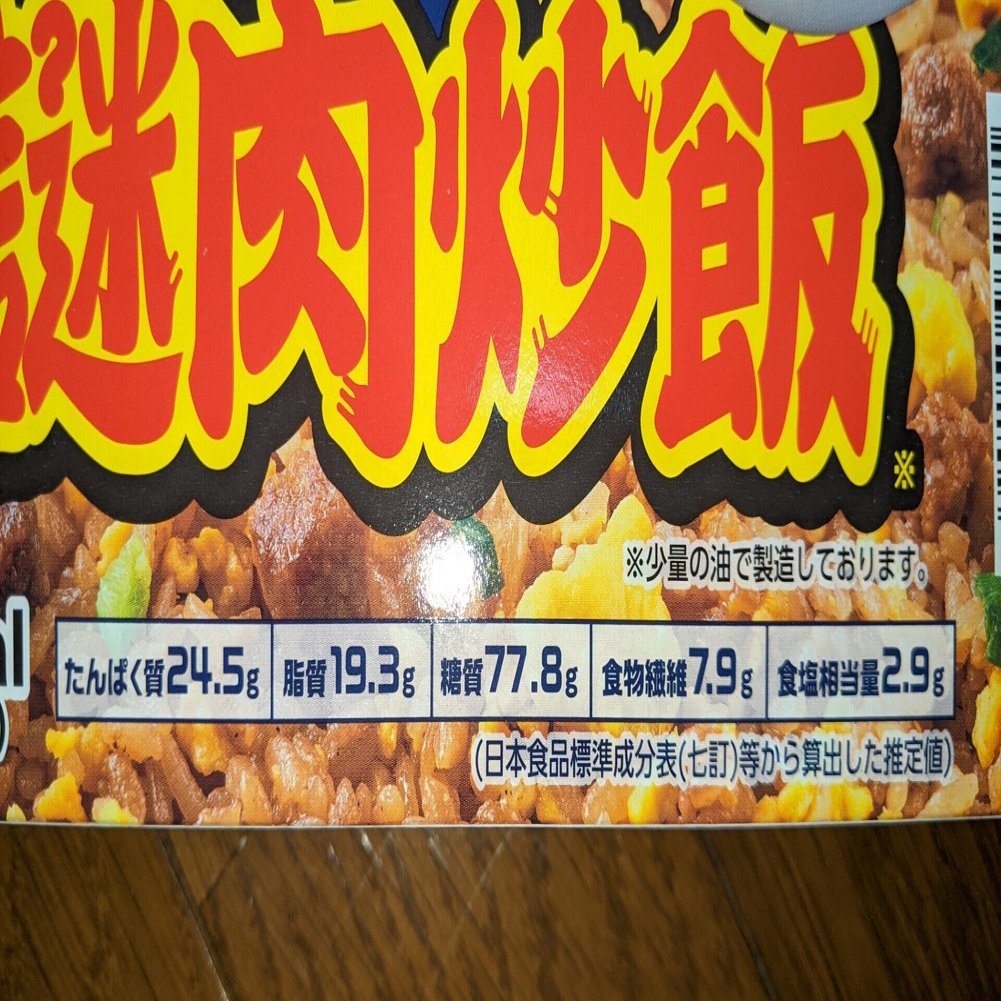 謎肉炒飯※
※少量の油で製造しております。
たんぱく質24.5g 脂質19.3g 糖質77.8g 食物繊維7.9g 食塩相当量2.9g
(日本食品標準成分表(七訂)等から算出した推定値)